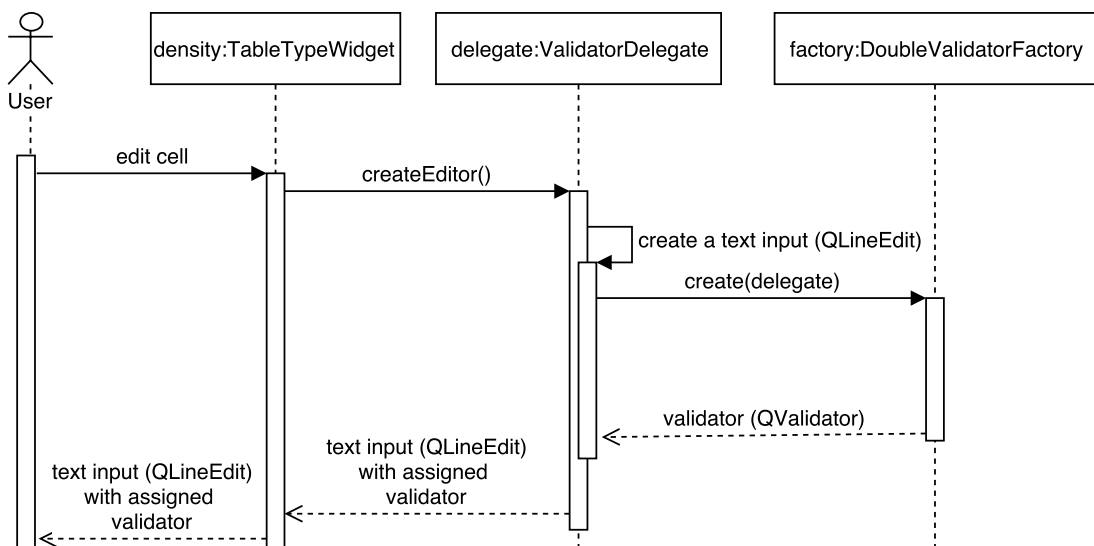 density:TableTypeWidget
delegate:ValidatorDelegate
factory:DoubleValidatorFactory
User
edit cell
createEditor()
create a text input (QLineEdit)
create(delegate)
validator (QValidator)
text input (QLineEdit)
with assigned
validator
text input (QLineEdit)
with assigned
validator